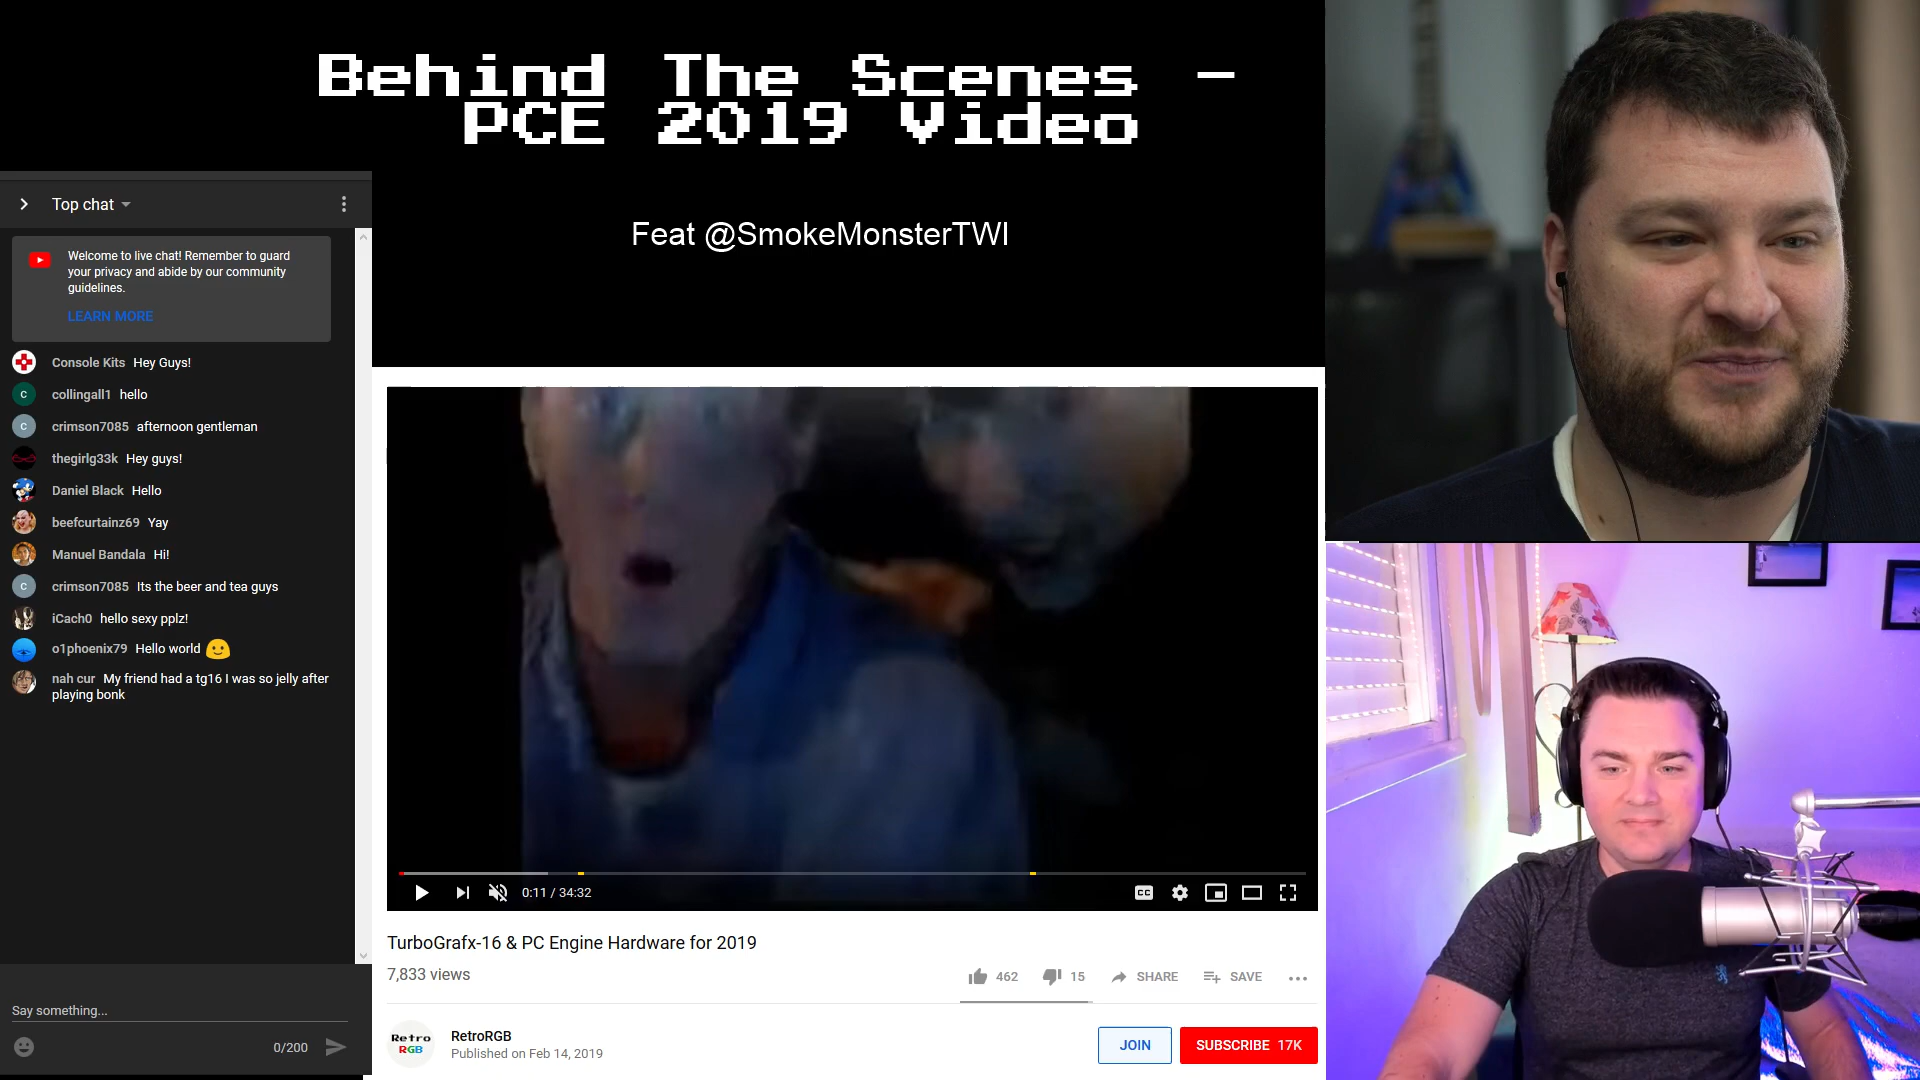 Behind The Scenes -
PCE 2019 Video
Feat @SmokeMonsterTWI
Top chat
Welcome to live chat! Remember to guard
your privacy and abide by our community
guidelines.
LEARN MORE
Console Kits Hey Guys!
C collingall1 hello
C crimson7085 afternoon gentleman
thegirlg33k Hey guys!
Daniel Black Hello
beefcurtainz69 Yay
Manuel Bandala Hi!
C crimson7085 Its the beer and tea guys
iCach0 hello sexy pplz!
o1phoenix79 Hello world
nah cur My friend had a tg16 I was so jelly after
playing bonk
Say something...
0/200
0:11 / 34:32
CC
TurboGrafx-16 & PC Engine Hardware for 2019
7,833 views
462 15 SHARE SAVE
Retro
RGB
RetroRGB
Published on Feb 14, 2019
JOIN
SUBSCRIBE 17K